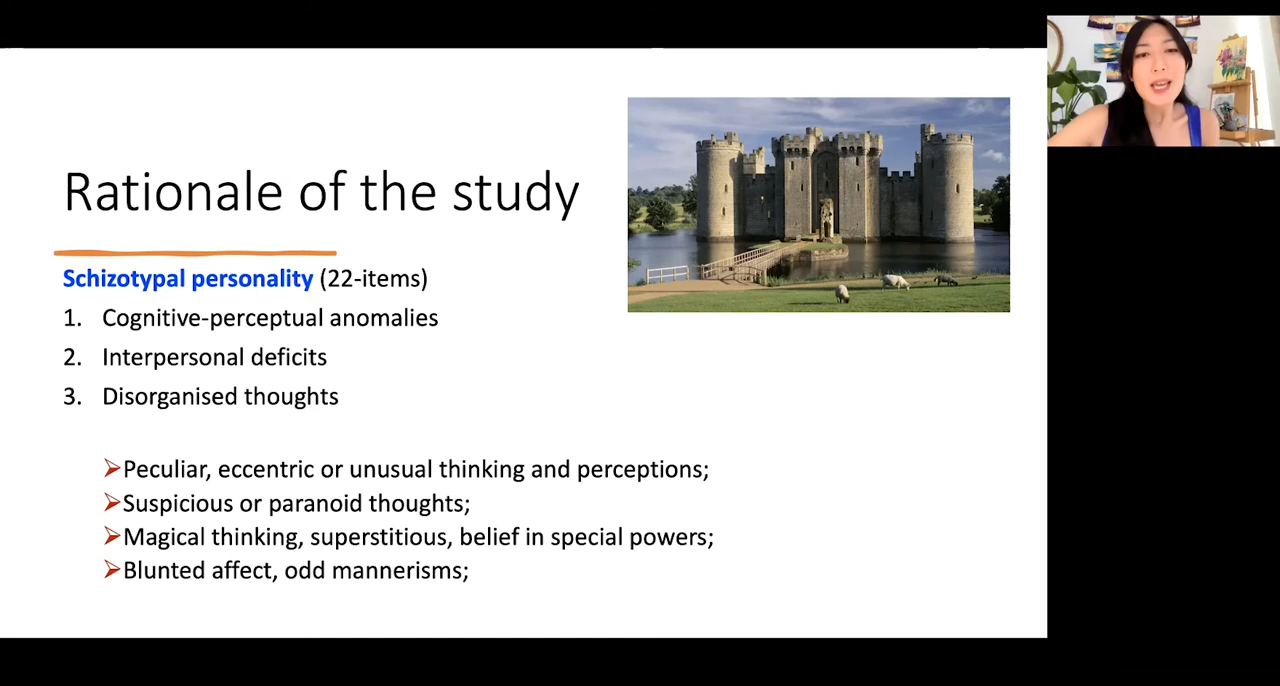 Rationale of the study
Schizotypal personality (22-items)
1. Cognitive-perceptual anomalies
2. Interpersonal deficits
3. Disorganised thoughts
➢Peculiar, eccentric or unusual thinking and perceptions;
➢Suspicious or paranoid thoughts;
➢Magical thinking, superstitious, belief in special powers;
➢Blunted affect, odd mannerisms;